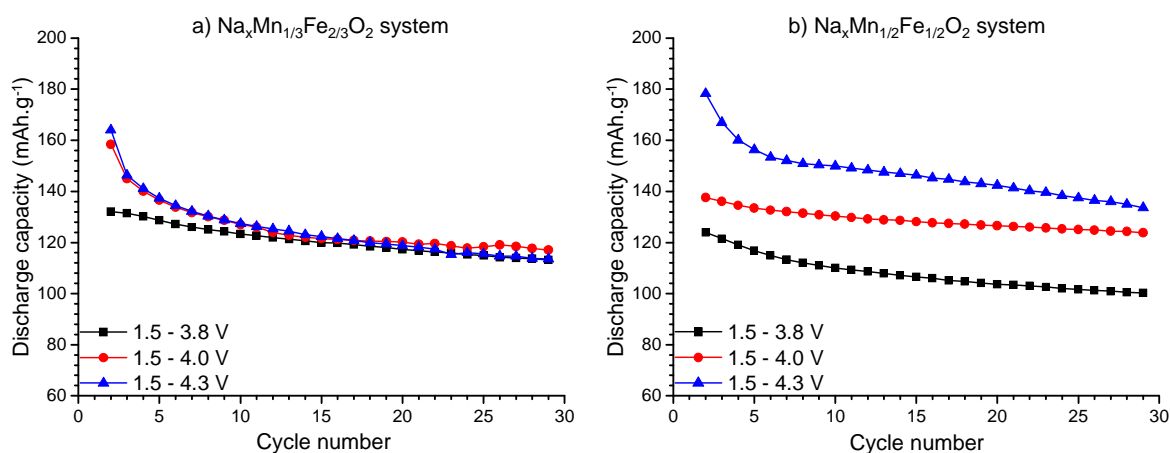 a) NaₓMn₁/₃Fe₂/₃O₂ system
200
180
160
140
120
100
80
60
Discharge capacity (mAh.g⁻¹)
1.5 - 3.8 V
1.5 - 4.0 V
1.5 - 4.3 V
0 5 10 15 20 25 30
Cycle number
b) NaₓMn₁/₂Fe₁/₂O₂ system
200
180
160
140
120
100
80
60
Discharge capacity (mAh.g⁻¹)
1.5 - 3.8 V
1.5 - 4.0 V
1.5 - 4.3 V
0 5 10 15 20 25 30
Cycle number